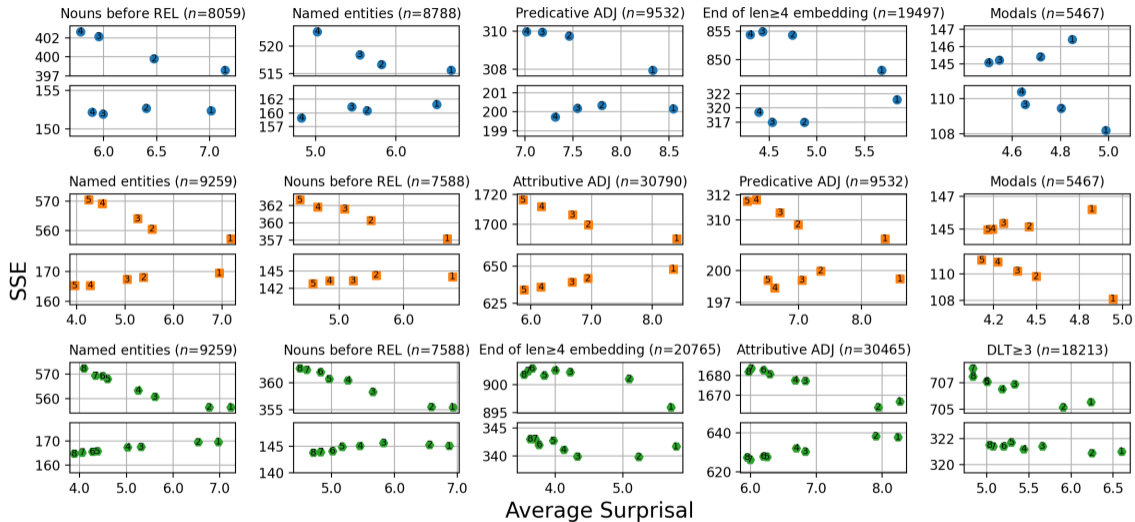 Nouns before REL (n=8059) Named entities (n=8788) Predicative ADJ (n=9532) End of len≥4 embedding (n=19497) Modals (n=5467)
402 400 397 155 150 6.0 6.5 7.0
520 515 162 160 157 5.0 6.0
310 308 201 200 199 7.0 7.4 7.8 8.2
855 850 322 320 317 4.5 5.0 5.5
147 146 145 110 108 4.6 4.8 5.0
Named entities (n=9259) Nouns before REL (n=7588) Attributive ADJ (n=30790) Predicative ADJ (n=9532) Modals (n=5467)
570 560 170 160 4.0 5.0 6.0 7.0
362 360 357 145 142 5.0 6.0
1720 1700 650 625 6.0 7.0 8.0
312 310 200 197 7.0 8.0
147 145 110 108 4.2 4.5 4.8 5.0
SSE
Named entities (n=9259) Nouns before REL (n=7588) End of len≥4 embedding (n=20765) Attributive ADJ (n=30465) DLT≥3 (n=18213)
570 560 170 160 4.0 5.0 6.0 7.0
360 355 145 140 4.0 5.0 6.0 7.0
900 895 345 340 4.0 5.0
1680 1670 640 620 6.0 7.0 8.0
707 705 322 320 5.0 5.5 6.0 6.5
Average Surprisal